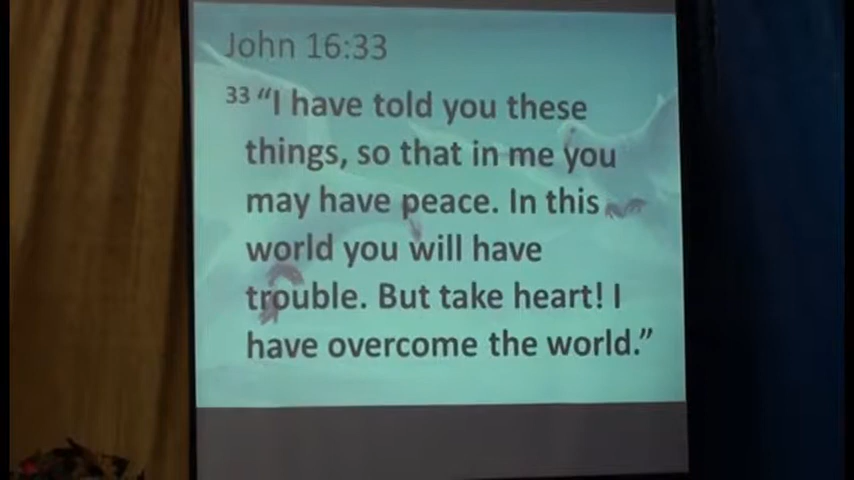 John 16:33
33 “I have told you these
things, so that in me you
may have peace. In this
world you will have
trouble. But take heart! I
have overcome the world.”